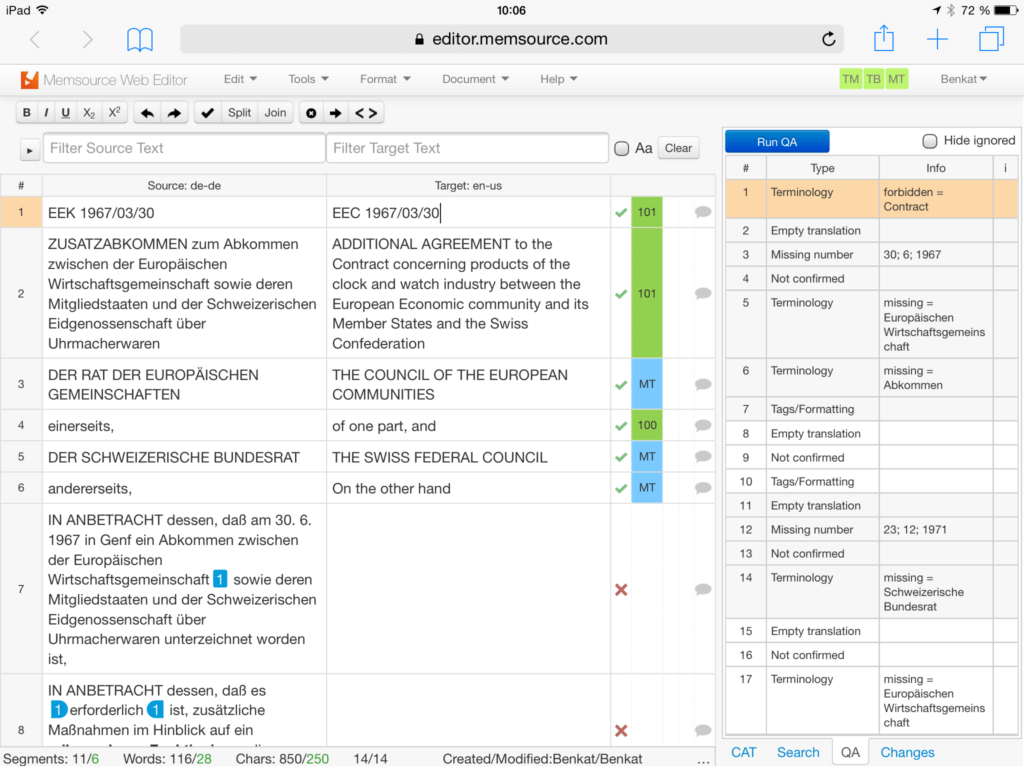 iPad 10:06 72 %
editor.memsource.com
Memsource Web Editor Edit Tools Format Document Help TM TB MT Benkat
B I U X2 X2 Split Join < >
Filter Source Text Filter Target Text Aa Clear
# Source: de-de Target: en-us
1 EEK 1967/03/30 EEC 1967/03/30 101
2
ZUSATZABKOMMEN zum Abkommen
zwischen der Europäischen
Wirtschaftsgemeinschaft sowie deren
Mitgliedstaaten und der Schweizerischen
Eidgenossenschaft über
Uhrmacherwaren
ADDITIONAL AGREEMENT to the
Contract concerning products of the
clock and watch industry between the
European Economic community and its
Member States and the Swiss
Confederation
101
3
DER RAT DER EUROPÄISCHEN
GEMEINSCHAFTEN
THE COUNCIL OF THE EUROPEAN
COMMUNITIES
MT
4 einerseits, of one part, and 100
5 DER SCHWEIZERISCHE BUNDESRAT THE SWISS FEDERAL COUNCIL MT
6 andererseits, On the other hand MT
7
IN ANBETRACHT dessen, daß am 30. 6.
1967 in Genf ein Abkommen zwischen
der Europäischen
Wirtschaftsgemeinschaft 1 sowie deren
Mitgliedstaaten und der Schweizerischen
Eidgenossenschaft über
Uhrmacherwaren unterzeichnet worden
ist,
8
IN ANBETRACHT dessen, daß es
1 erforderlich 1 ist, zusätzliche
Maßnahmen im Hinblick auf ein
Run QA Hide ignored
# Type Info i
1 Terminology forbidden =
Contract
2 Empty translation
3 Missing number 30; 6; 1967
4 Not confirmed
5 Terminology missing =
Europäischen
Wirtschaftsgemeins
chaft
6 Terminology missing =
Abkommen
7 Tags/Formatting
8 Empty translation
9 Not confirmed
10 Tags/Formatting
11 Empty translation
12 Missing number 23; 12; 1971
13 Not confirmed
14 Terminology missing =
Schweizerische
Bundesrat
15 Empty translation
16 Not confirmed
17 Terminology missing =
Europäischen
Wirtschaftsgemeins
chaft
CAT Search QA Changes
Segments: 11/6 Words: 116/28 Chars: 850/250 14/14 Created/Modified:Benkat/Benkat ...